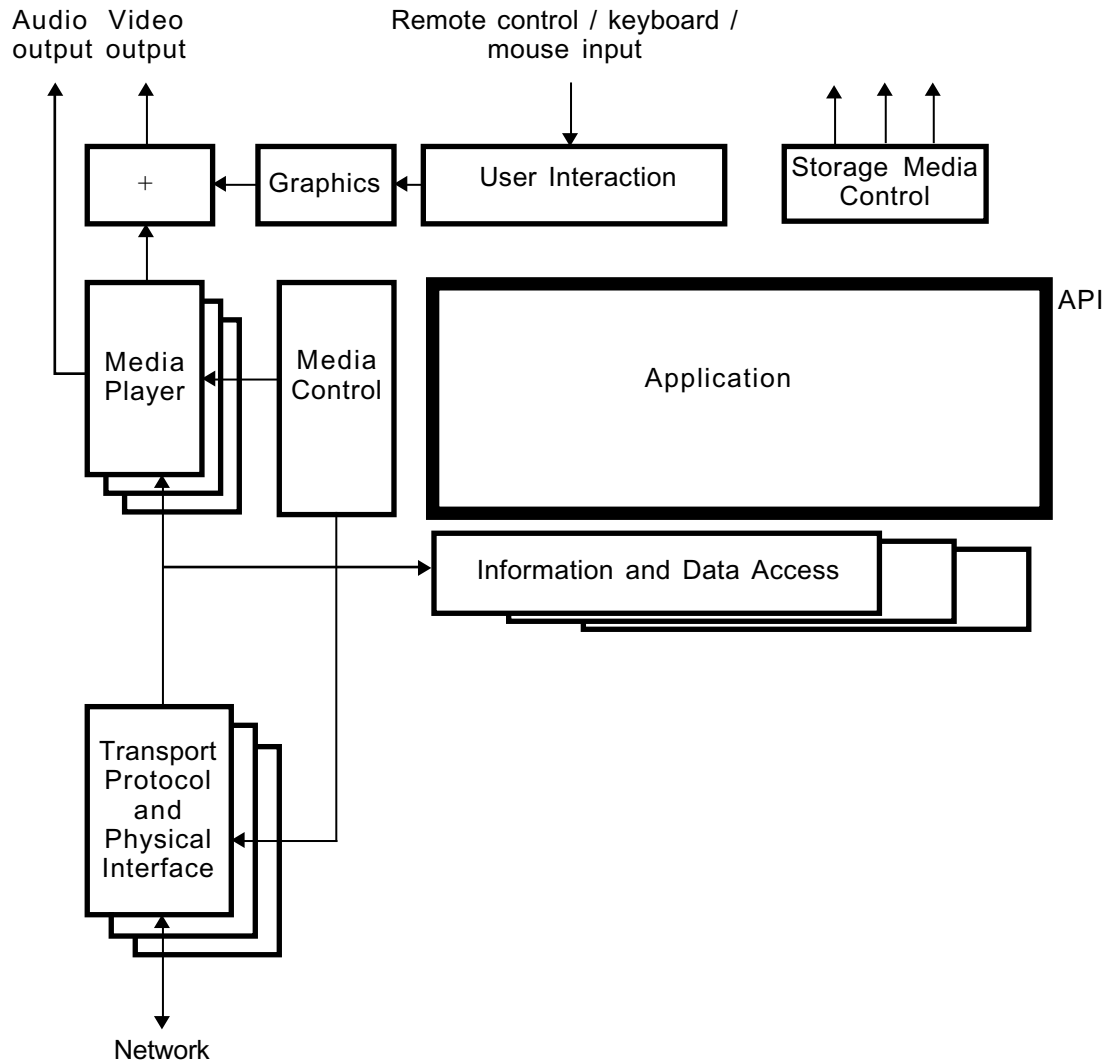 Audio Video
output output
Remote control / keyboard /
mouse input
+
Graphics
User Interaction
Storage Media
Control
Media
Player
Media
Control
Application
API
Information and Data Access
Transport
Protocol
and
Physical
Interface
Network